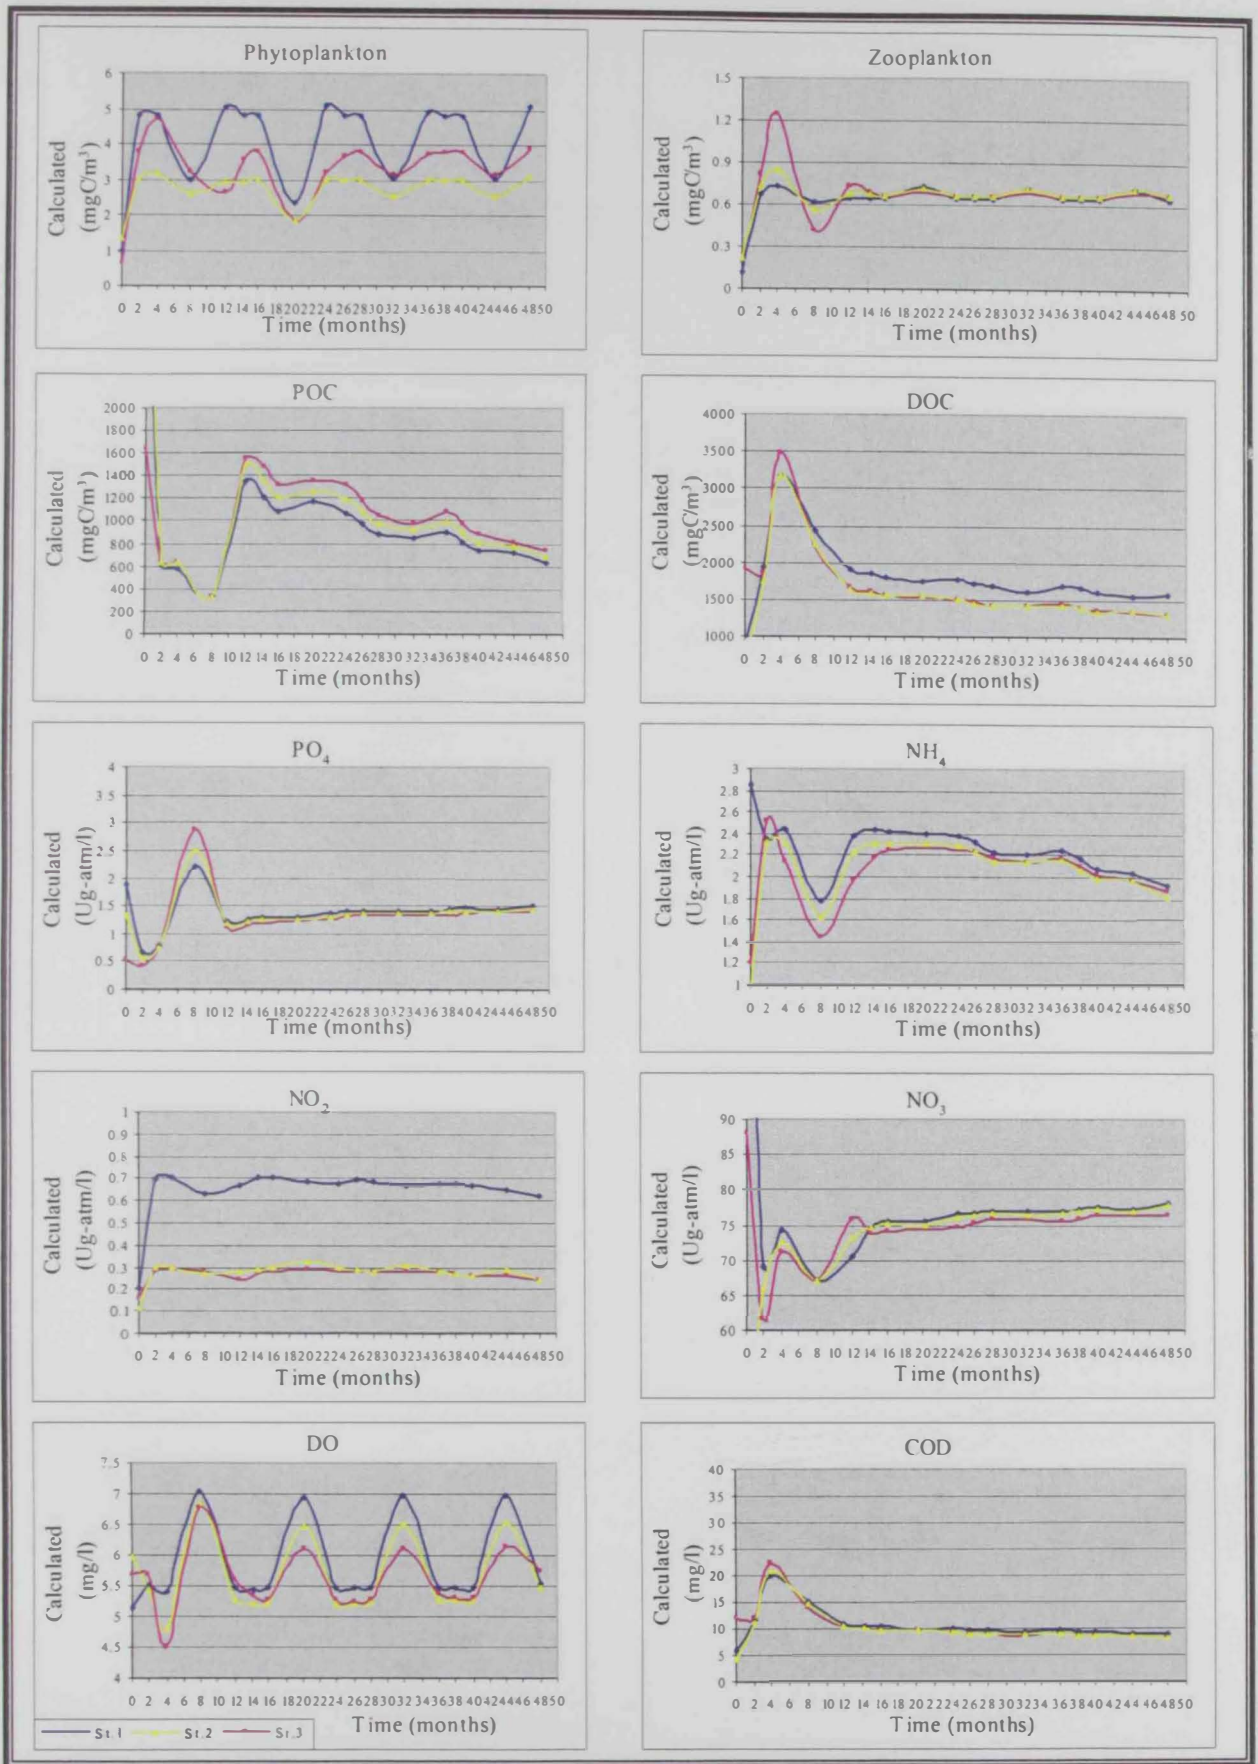 Phytoplankton
Calculated
(mgC/m³)
6
5
4
3
2
1
0
0 2 4 6 8 10 12 14 16 18 20 22 24 26 28 30 32 34 36 38 40 42 44 46 48 50
Time (months)
Zooplankton
Calculated
(mgC/m³)
1.5
1.2
0.9
0.6
0.3
0
0 2 4 6 8 10 12 14 16 18 20 22 24 26 28 30 32 34 36 38 40 42 44 46 48 50
Time (months)
POC
Calculated
(mgC/m³)
2000
1800
1600
1400
1200
1000
800
600
400
200
0
0 2 4 6 8 10 12 14 16 18 20 22 24 26 28 30 32 34 36 38 40 42 44 46 48 50
Time (months)
DOC
Calculated
(mgC/m³)
4000
3500
3000
2500
2000
1500
1000
0 2 4 6 8 10 12 14 16 18 20 22 24 26 28 30 32 34 36 38 40 42 44 46 48 50
Time (months)
PO₄
Calculated
(Ug-atm/l)
4
3.5
3
2.5
2
1.5
1
0.5
0
0 2 4 6 8 10 12 14 16 18 20 22 24 26 28 30 32 34 36 38 40 42 44 46 48 50
Time (months)
NH₄
Calculated
(Ug-atm/l)
3
2.8
2.6
2.4
2.2
2
1.8
1.6
1.4
1.2
1
0 2 4 6 8 10 12 14 16 18 20 22 24 26 28 30 32 34 36 38 40 42 44 46 48 50
Time (months)
NO₂
Calculated
(Ug-atm/l)
1
0.9
0.8
0.7
0.6
0.5
0.4
0.3
0.2
0.1
0
0 2 4 6 8 10 12 14 16 18 20 22 24 26 28 30 32 34 36 38 40 42 44 46 48 50
Time (months)
NO₃
Calculated
(Ug-atm/l)
90
85
80
75
70
65
60
0 2 4 6 8 10 12 14 16 18 20 22 24 26 28 30 32 34 36 38 40 42 44 46 48 50
Time (months)
DO
Calculated
(mg/l)
7.5
7
6.5
6
5.5
5
4.5
4
0 2 4 6 8 10 12 14 16 18 20 22 24 26 28 30 32 34 36 38 40 42 44 46 48 50
Time (months)
St.1 St.2 St.3
COD
Calculated
(mg/l)
40
35
30
25
20
15
10
5
0
0 2 4 6 8 10 12 14 16 18 20 22 24 26 28 30 32 34 36 38 40 42 44 46 48 50
Time (months)